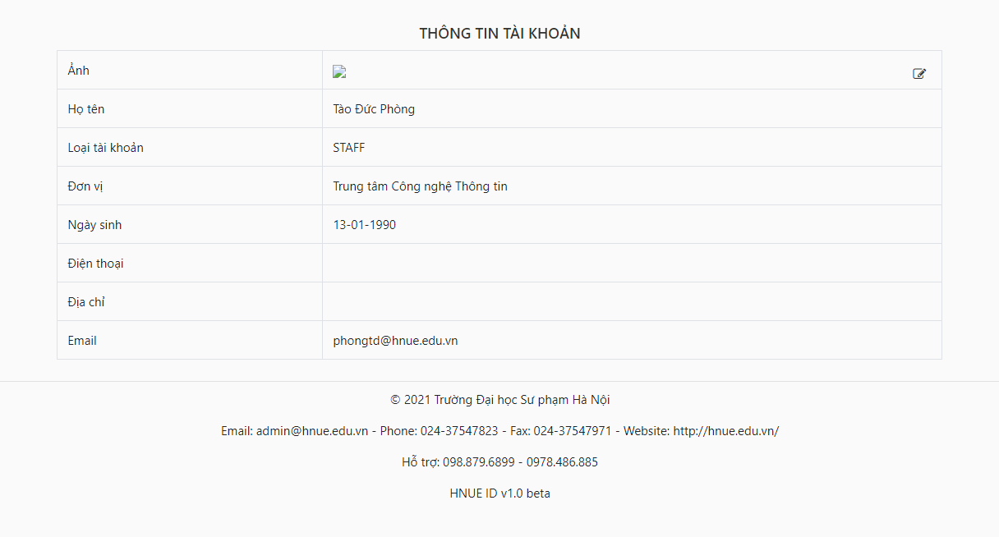 THÔNG TIN TÀI KHOẢN
Ảnh
Họ tên Tào Đức Phòng
Loại tài khoản STAFF
Đơn vị Trung tâm Công nghệ Thông tin
Ngày sinh 13-01-1990
Điện thoại
Địa chỉ
Email phongtd@hnue.edu.vn
© 2021 Trường Đại học Sư phạm Hà Nội
Email: admin@hnue.edu.vn - Phone: 024-37547823 - Fax: 024-37547971 - Website: http://hnue.edu.vn/
Hỗ trợ: 098.879.6899 - 0978.486.885
HNUE ID v1.0 beta